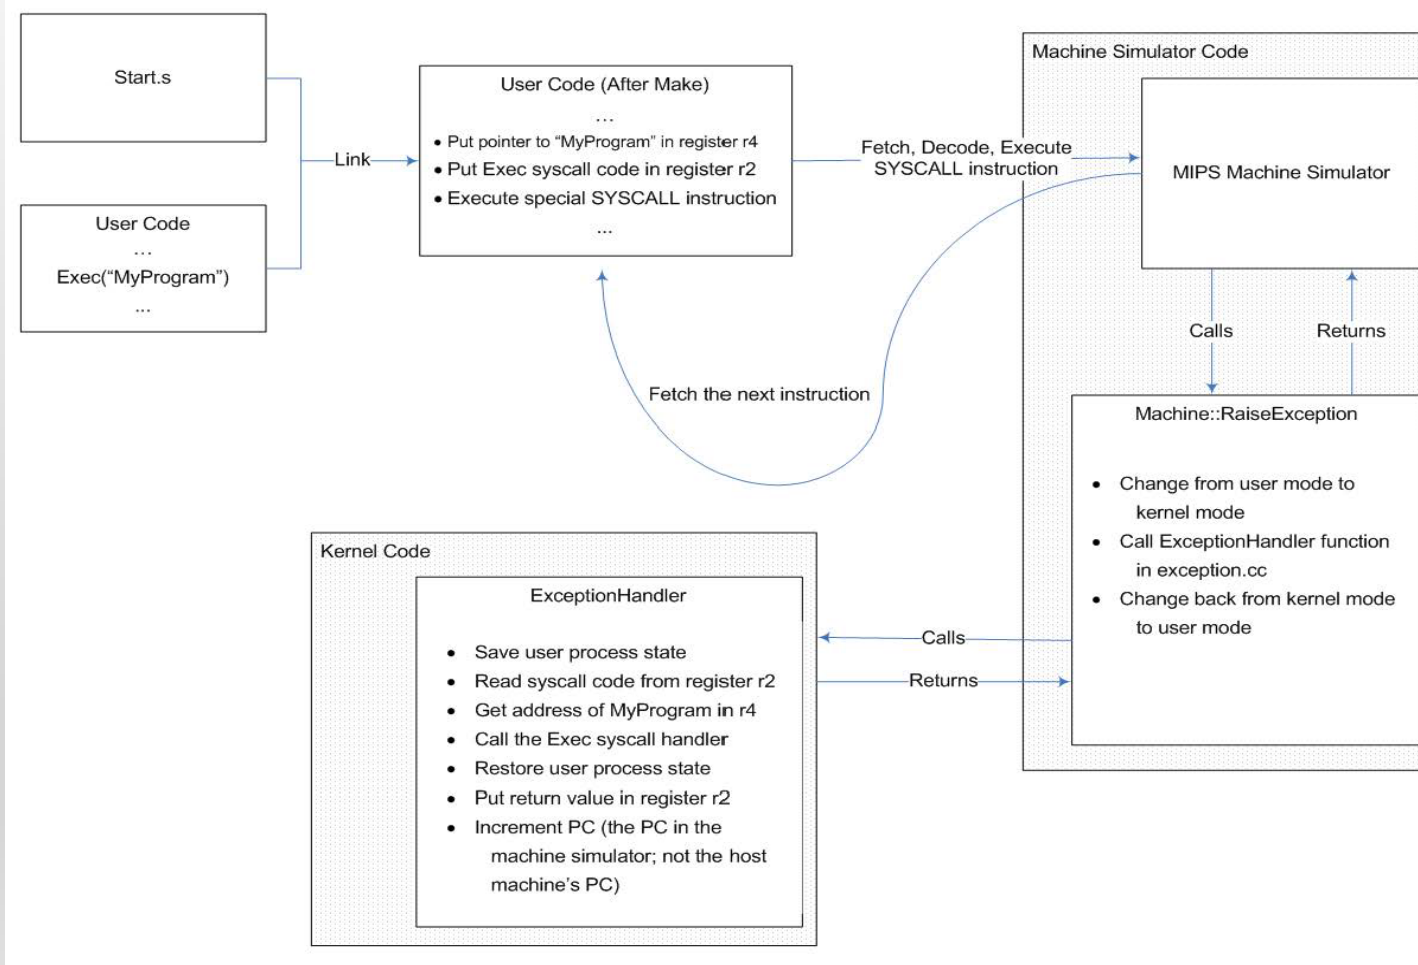 Start.s
User Code
…
Exec(“MyProgram”)
...
Link
User Code (After Make)
…
• Put pointer to “MyProgram” in register r4
• Put Exec syscall code in register r2
• Execute special SYSCALL instruction
...
Fetch, Decode, Execute
SYSCALL instruction
Machine Simulator Code
MIPS Machine Simulator
Calls
Returns
Fetch the next instruction
Machine::RaiseException
• Change from user mode to
kernel mode
• Call ExceptionHandler function
in exception.cc
• Change back from kernel mode
to user mode
Calls
Returns
Kernel Code
ExceptionHandler
• Save user process state
• Read syscall code from register r2
• Get address of MyProgram in r4
• Call the Exec syscall handler
• Restore user process state
• Put return value in register r2
• Increment PC (the PC in the
machine simulator; not the host
machine’s PC)